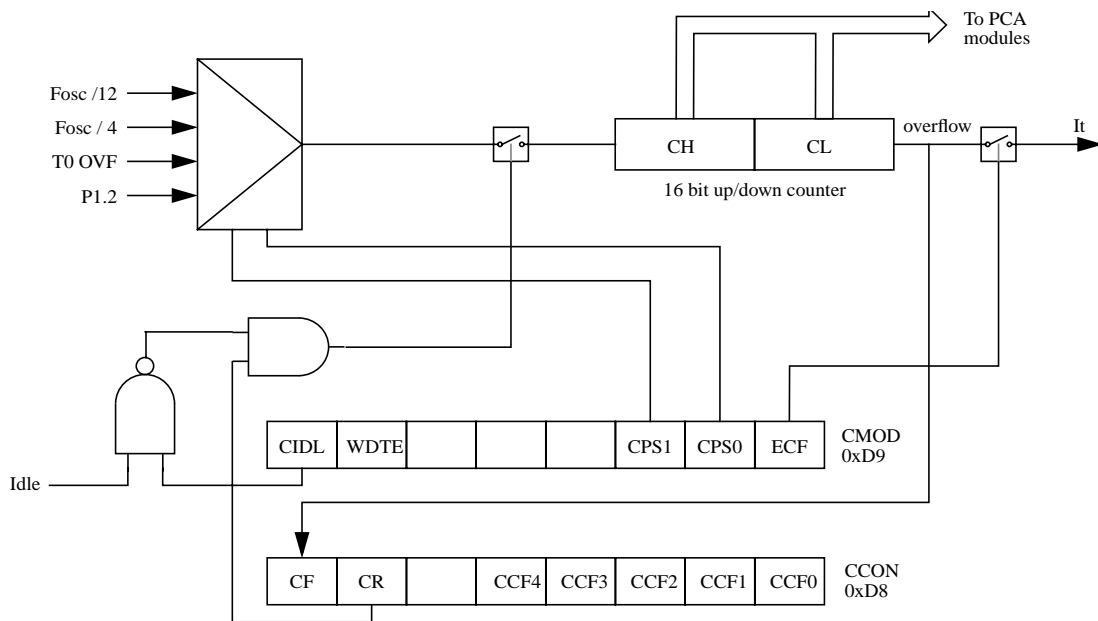 To PCA
modules
Fosc /12
Fosc / 4
T0 OVF
P1.2
CH
CL
overflow
It
16 bit up/down counter
CIDL
WDTE
CPS1
CPS0
ECF
CMOD
0xD9
Idle
CF
CR
CCF4
CCF3
CCF2
CCF1
CCF0
CCON
0xD8